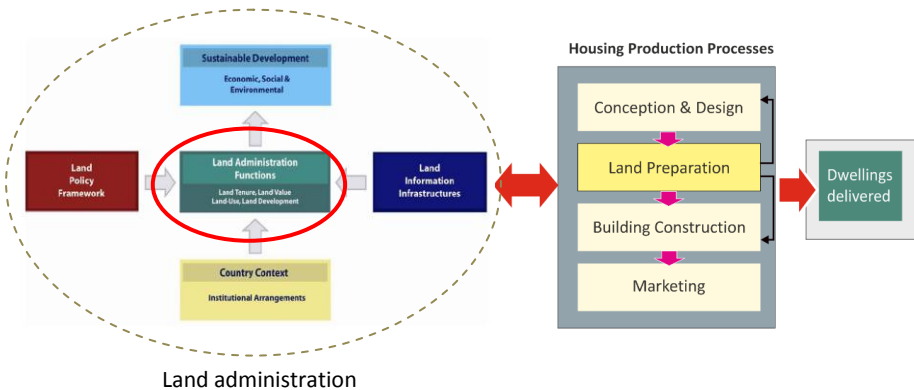 Sustainable Development
Economic, Social &
Environmental
Land
Policy
Framework
Land Administration
Functions
Land Tenure, Land Value
Land-Use, Land Development
Land
Information
Infrastructures
Country Context
Institutional Arrangements
Land administration
Housing Production Processes
Conception & Design
Land Preparation
Building Construction
Marketing
Dwellings
delivered